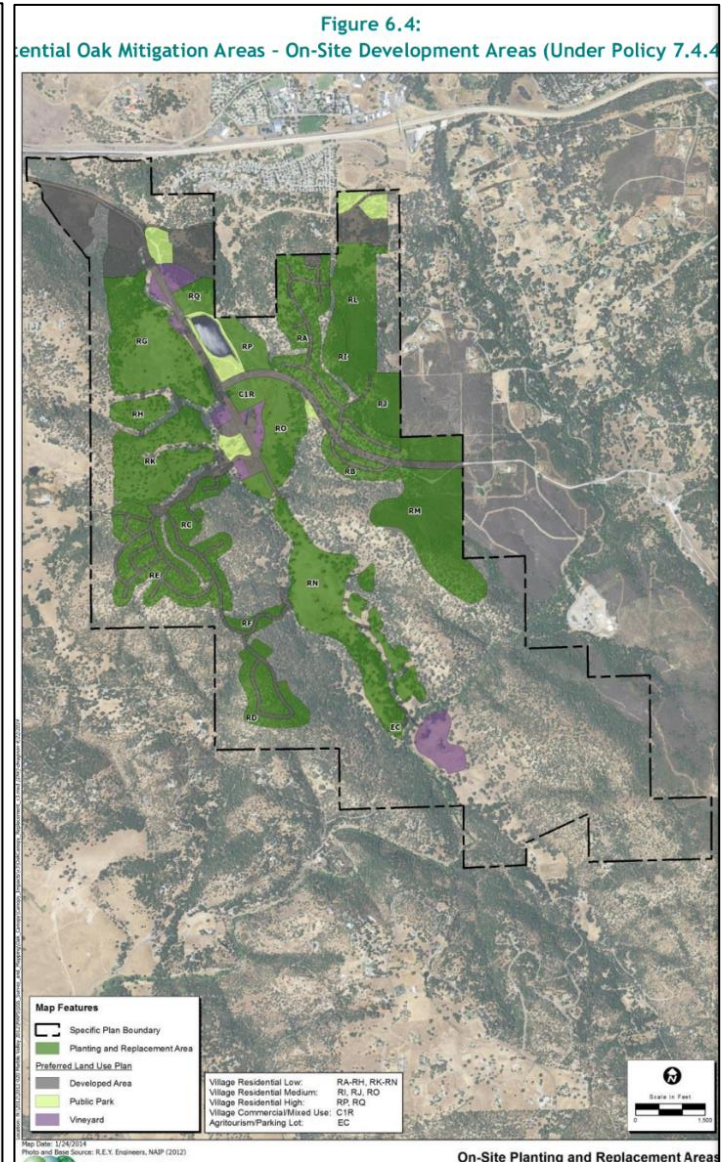 Figure 6.4:
tential Oak Mitigation Areas - On-Site Development Areas (Under Policy 7.4.4
RQ
RL
RG
RA
RP
RI
C1R
RJ
RH
RO
RK
RB
RM
RC
RE
RN
RF
RD
EC
Map Features
Specific Plan Boundary
Planting and Replacement Area
Preferred Land Use Plan
Developed Area
Public Park
Vineyard
Village Residential Low: RA-RH, RK-RN
Village Residential Medium: RI, RJ, RO
Village Residential High: RP, RQ
Village Commercial/Mixed Use: C1R
Agritourism/Parking Lot: EC
N
Scale in Feet
0 1,500
Map Date: 1/24/2014
Photo and Base Source: R.E.Y. Engineers, NAIP (2012)
On-Site Planting and Replacement Areas